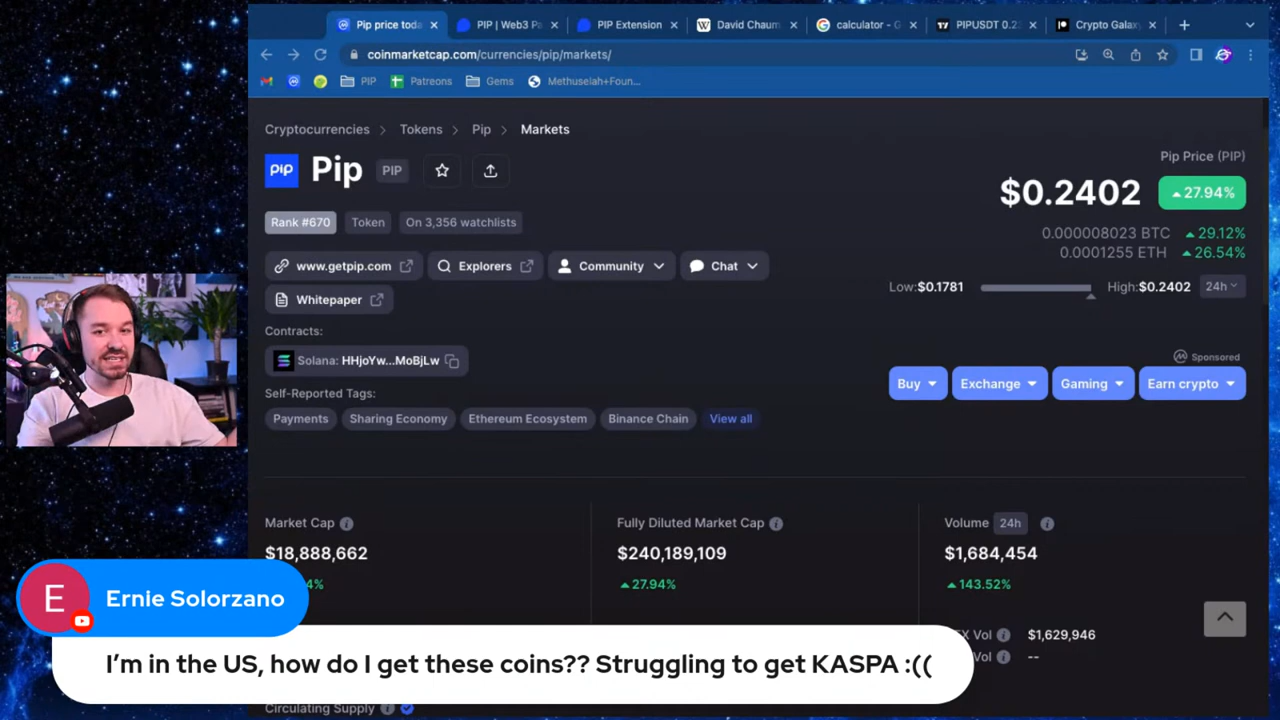 Pip price toda
PIP | Web3 Pa
PIP Extension
David Chaum
calculator - G
PIPUSDT 0.2
Crypto Galax
coinmarketcap.com/currencies/pip/markets/
PIP
Patreons
Gems
Methuselah+Foun...
Cryptocurrencies > Tokens > Pip > Markets
PIP Pip PIP
Rank #670 Token On 3,356 watchlists
www.getpip.com Explorers Community Chat
Whitepaper
Contracts:
Solana: HHjoYw...MoBjLw
Self-Reported Tags:
Payments Sharing Economy Ethereum Ecosystem Binance Chain View all
Pip Price (PIP)
$0.2402 27.94%
0.000008023 BTC 29.12%
0.0001255 ETH 26.54%
Low:$0.1781 High:$0.2402 24h
Sponsored
Buy Exchange Gaming Earn crypto
Market Cap
$18,888,662
4%
Fully Diluted Market Cap
$240,189,109
27.94%
Volume 24h
$1,684,454
143.52%
X Vol $1,629,946
Vol --
E Ernie Solorzano
I'm in the US, how do I get these coins?? Struggling to get KASPA :((
Circulating Supply